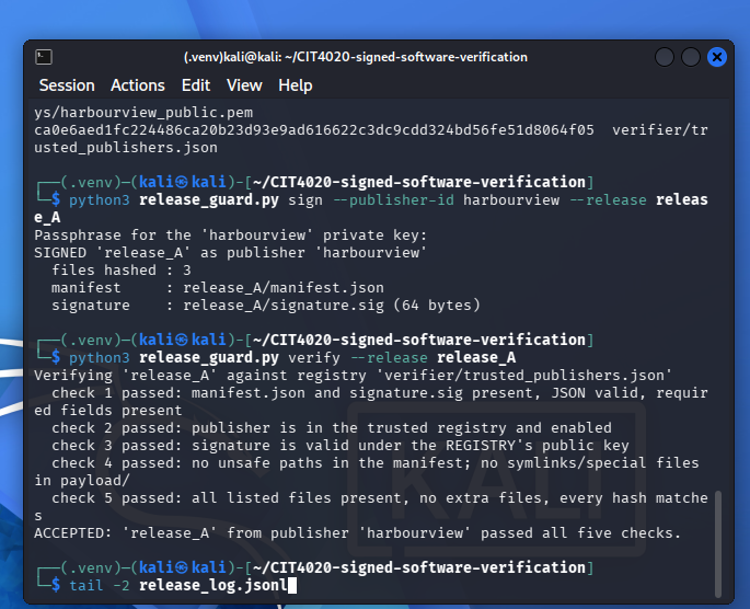 (.venv)kali@kali: ~/CIT4020-signed-software-verification
Session Actions Edit View Help
ys/harbourview_public.pem
ca0e6aed1fc224486ca20b23d93e9ad616622c3dc9cdd324bd56fe51d8064f05  verifier/tr
usted_publishers.json
┌──(.venv)─(kali㉿kali)-[~/CIT4020-signed-software-verification]
└─$ python3 release_guard.py sign --publisher-id harbourview --release releas
e_A
Passphrase for the 'harbourview' private key:
SIGNED 'release_A' as publisher 'harbourview'
  files hashed : 3
  manifest     : release_A/manifest.json
  signature    : release_A/signature.sig (64 bytes)
┌──(.venv)─(kali㉿kali)-[~/CIT4020-signed-software-verification]
└─$ python3 release_guard.py verify --release release_A
Verifying 'release_A' against registry 'verifier/trusted_publishers.json'
  check 1 passed: manifest.json and signature.sig present, JSON valid, requir
ed fields present
  check 2 passed: publisher is in the trusted registry and enabled
  check 3 passed: signature is valid under the REGISTRY's public key
  check 4 passed: no unsafe paths in the manifest; no symlinks/special files
in payload/
  check 5 passed: all listed files present, no extra files, every hash matche
s
ACCEPTED: 'release_A' from publisher 'harbourview' passed all five checks.
┌──(.venv)─(kali㉿kali)-[~/CIT4020-signed-software-verification]
└─$ tail -2 release_log.jsonl
KALI